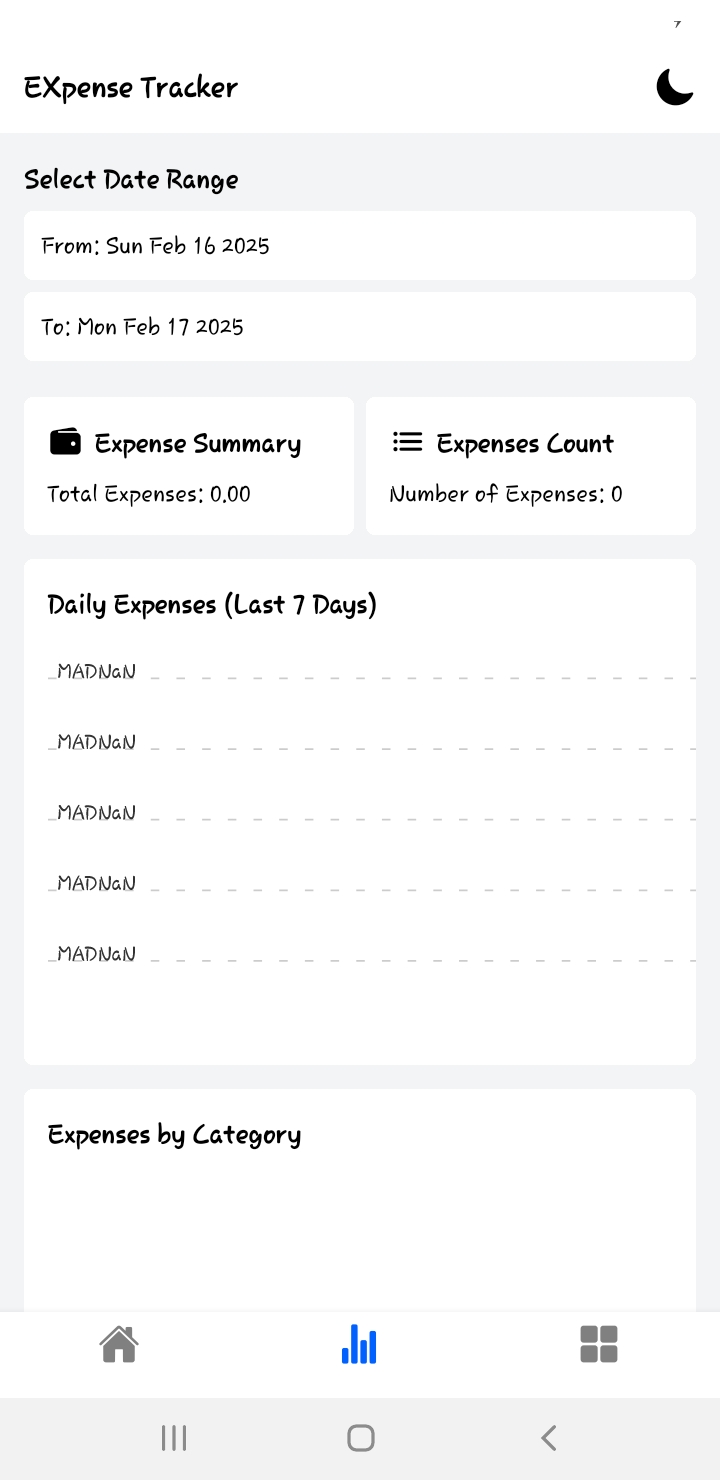 EXpense Tracker
Select Date Range
From: Sun Feb 16 2025
To: Mon Feb 17 2025
Expense Summary
Total Expenses: 0.00
Expenses Count
Number of Expenses: 0
Daily Expenses (Last 7 Days)
MADNaN
MADNaN
MADNaN
MADNaN
MADNaN
Expenses by Category